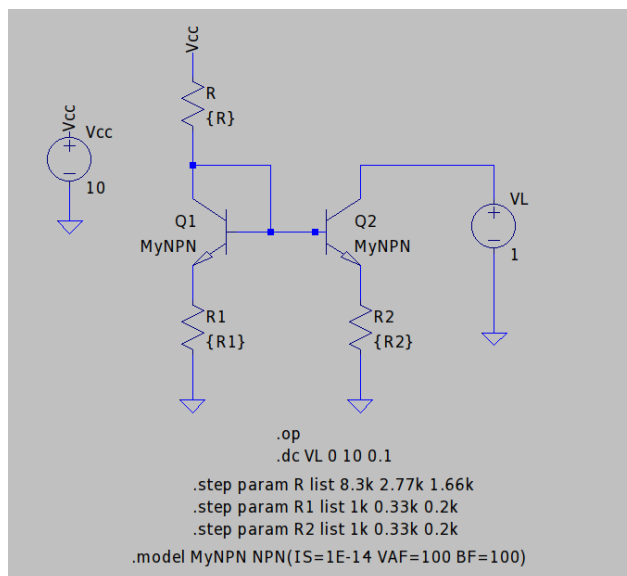 Vcc
R
{R}
Vcc
Vcc
10
Q1
MyNPN
Q2
MyNPN
VL
1
R1
{R1}
R2
{R2}
.op
.dc VL 0 10 0.1
.step param R list 8.3k 2.77k 1.66k
.step param R1 list 1k 0.33k 0.2k
.step param R2 list 1k 0.33k 0.2k
.model MyNPN NPN(IS=1E-14 VAF=100 BF=100)